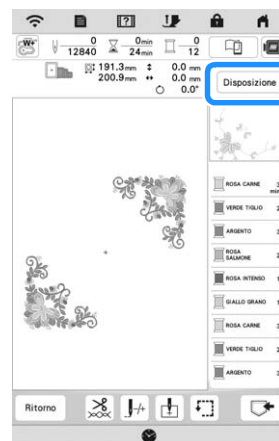 W+
0
12840
0min
24min
0
12
191.3mm
200.9mm
0.0 mm
0.0 mm
0.0°
Disposizione
ROSA CARNE
VERDE TIGLIO
ARGENTO
ROSA
SALMONE
ROSA INTENSO
GIALLO GRANO
ROSA CARNE
VERDE TIGLIO
ARGENTO
Ritorno